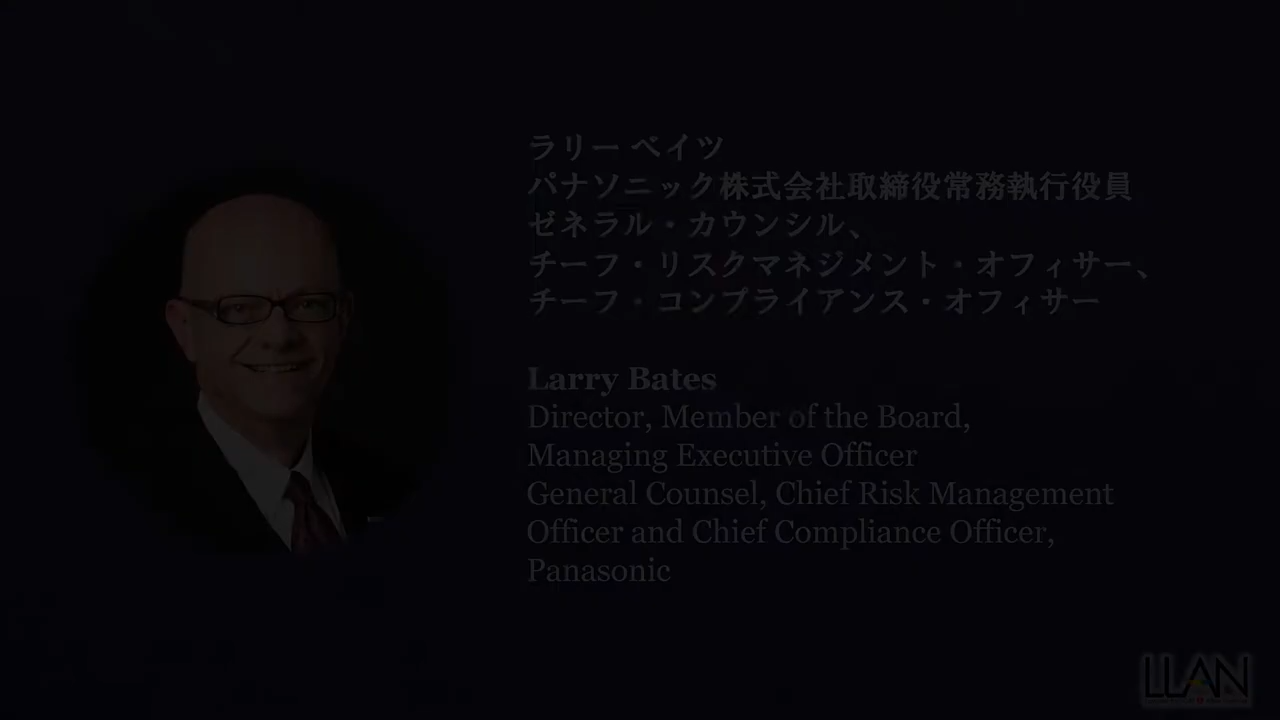 ラリー ベイツ
パナソニック株式会社取締役常務執行役員
ゼネラル・カウンシル、
チーフ・リスクマネジメント・オフィサー、
チーフ・コンプライアンス・オフィサー
Larry Bates
Director, Member of the Board,
Managing Executive Officer
General Counsel, Chief Risk Management
Officer and Chief Compliance Officer,
Panasonic
LLAN